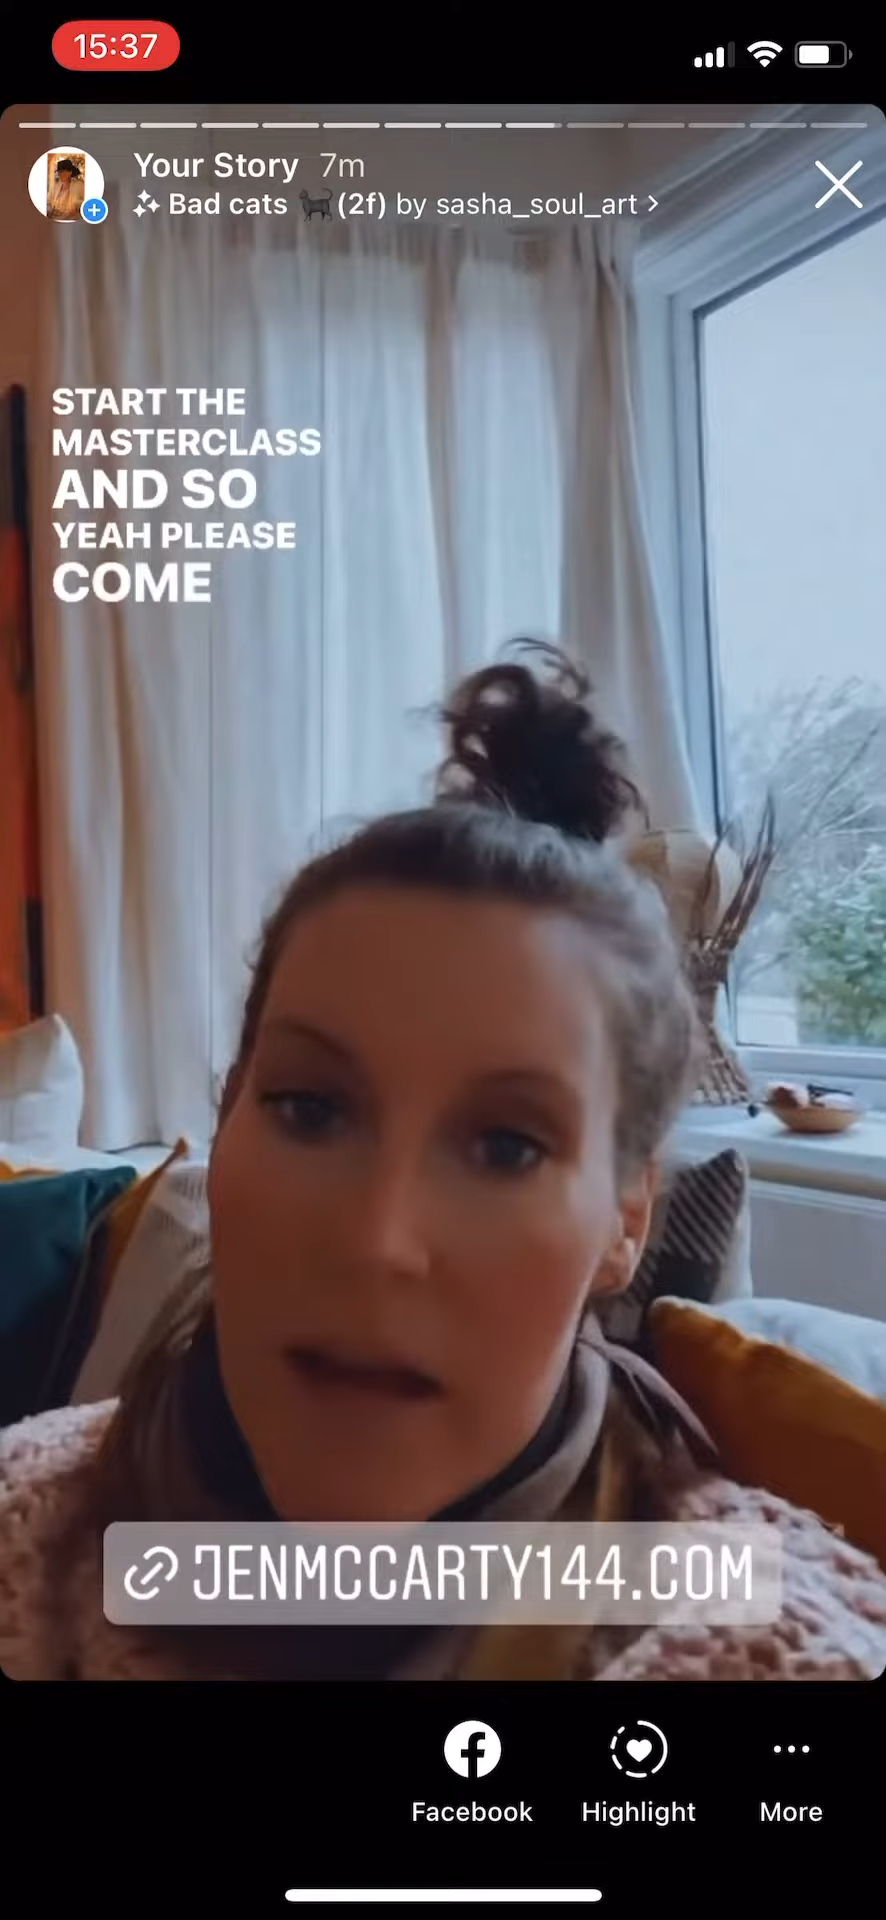 15:37
Your Story 7m
Bad cats 🐈‍⬛(2f) by sasha_soul_art >
START THE
MASTERCLASS
AND SO
YEAH PLEASE
COME
JENMCCARTY144.COM
Facebook Highlight More